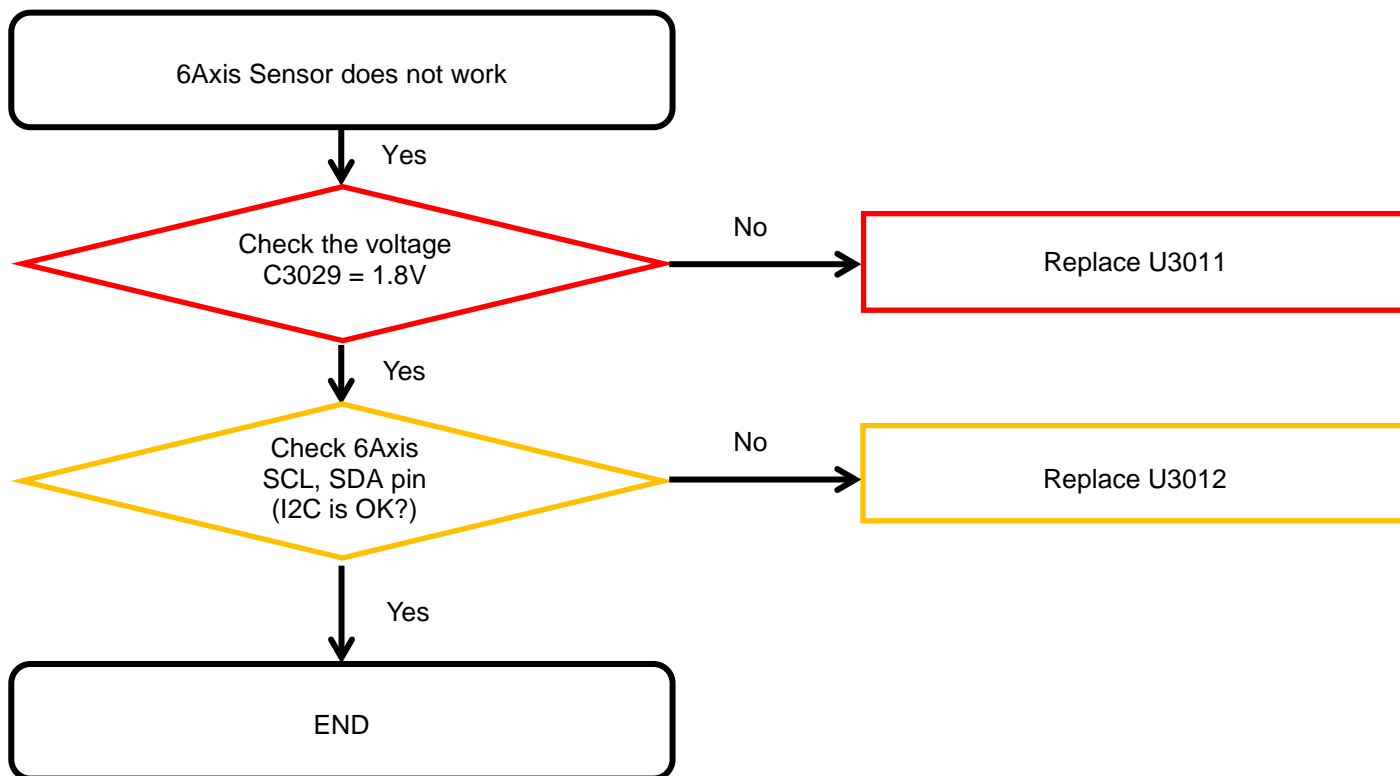 6Axis Sensor does not work
Yes
Check the voltage
C3029 = 1.8V
No
Replace U3011
Yes
Check 6Axis
SCL, SDA pin
(I2C is OK?)
No
Replace U3012
Yes
END